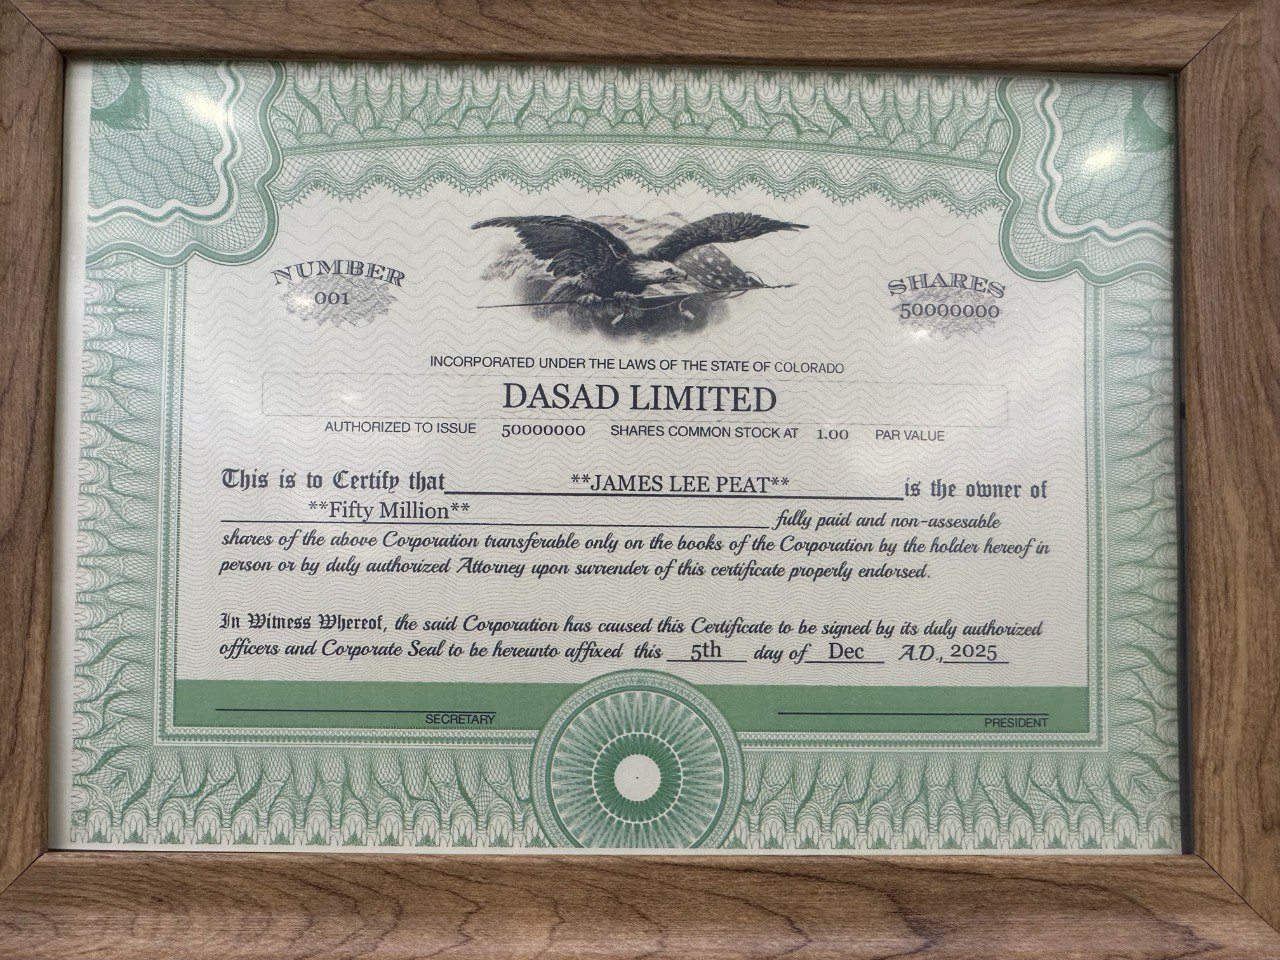 NUMBER
001
SHARES
50000000
INCORPORATED UNDER THE LAWS OF THE STATE OF COLORADO
DASAD LIMITED
AUTHORIZED TO ISSUE 50000000 SHARES COMMON STOCK AT 1.00 PAR VALUE
This is to Certify that **JAMES LEE PEAT** is the owner of
**Fifty Million** fully paid and non-assesable
shares of the above Corporation transferable only on the books of the Corporation by the holder hereof in
person or by duly authorized Attorney upon surrender of this certificate properly endorsed.
In Witness Whereof, the said Corporation has caused this Certificate to be signed by its duly authorized
officers and Corporate Seal to be hereunto affixed this 5th day of Dec A.D., 2025
SECRETARY
PRESIDENT